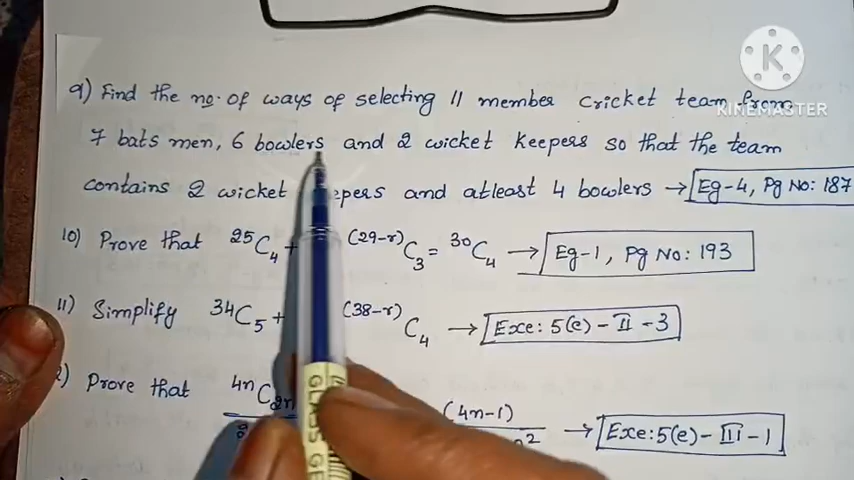 9) Find the no. of ways of selecting 11 member cricket team from
7 bats men, 6 bowlers and 2 wicket keepers so that the team
contains 2 wicket keepers and atleast 4 bowlers → Eg-4, Pg No: 187
10) Prove that ²⁵C₄ + (29-r)C₃ = ³⁰C₄ → Eg-1, Pg No: 193
11) Simplify ³⁴C₅ + (38-r)C₄ → Exe: 5(e) - II - 3
Prove that ⁴ⁿC₂ₙ (4n-1) ² → Exe: 5(e) - III - 1
K
KINEMASTER